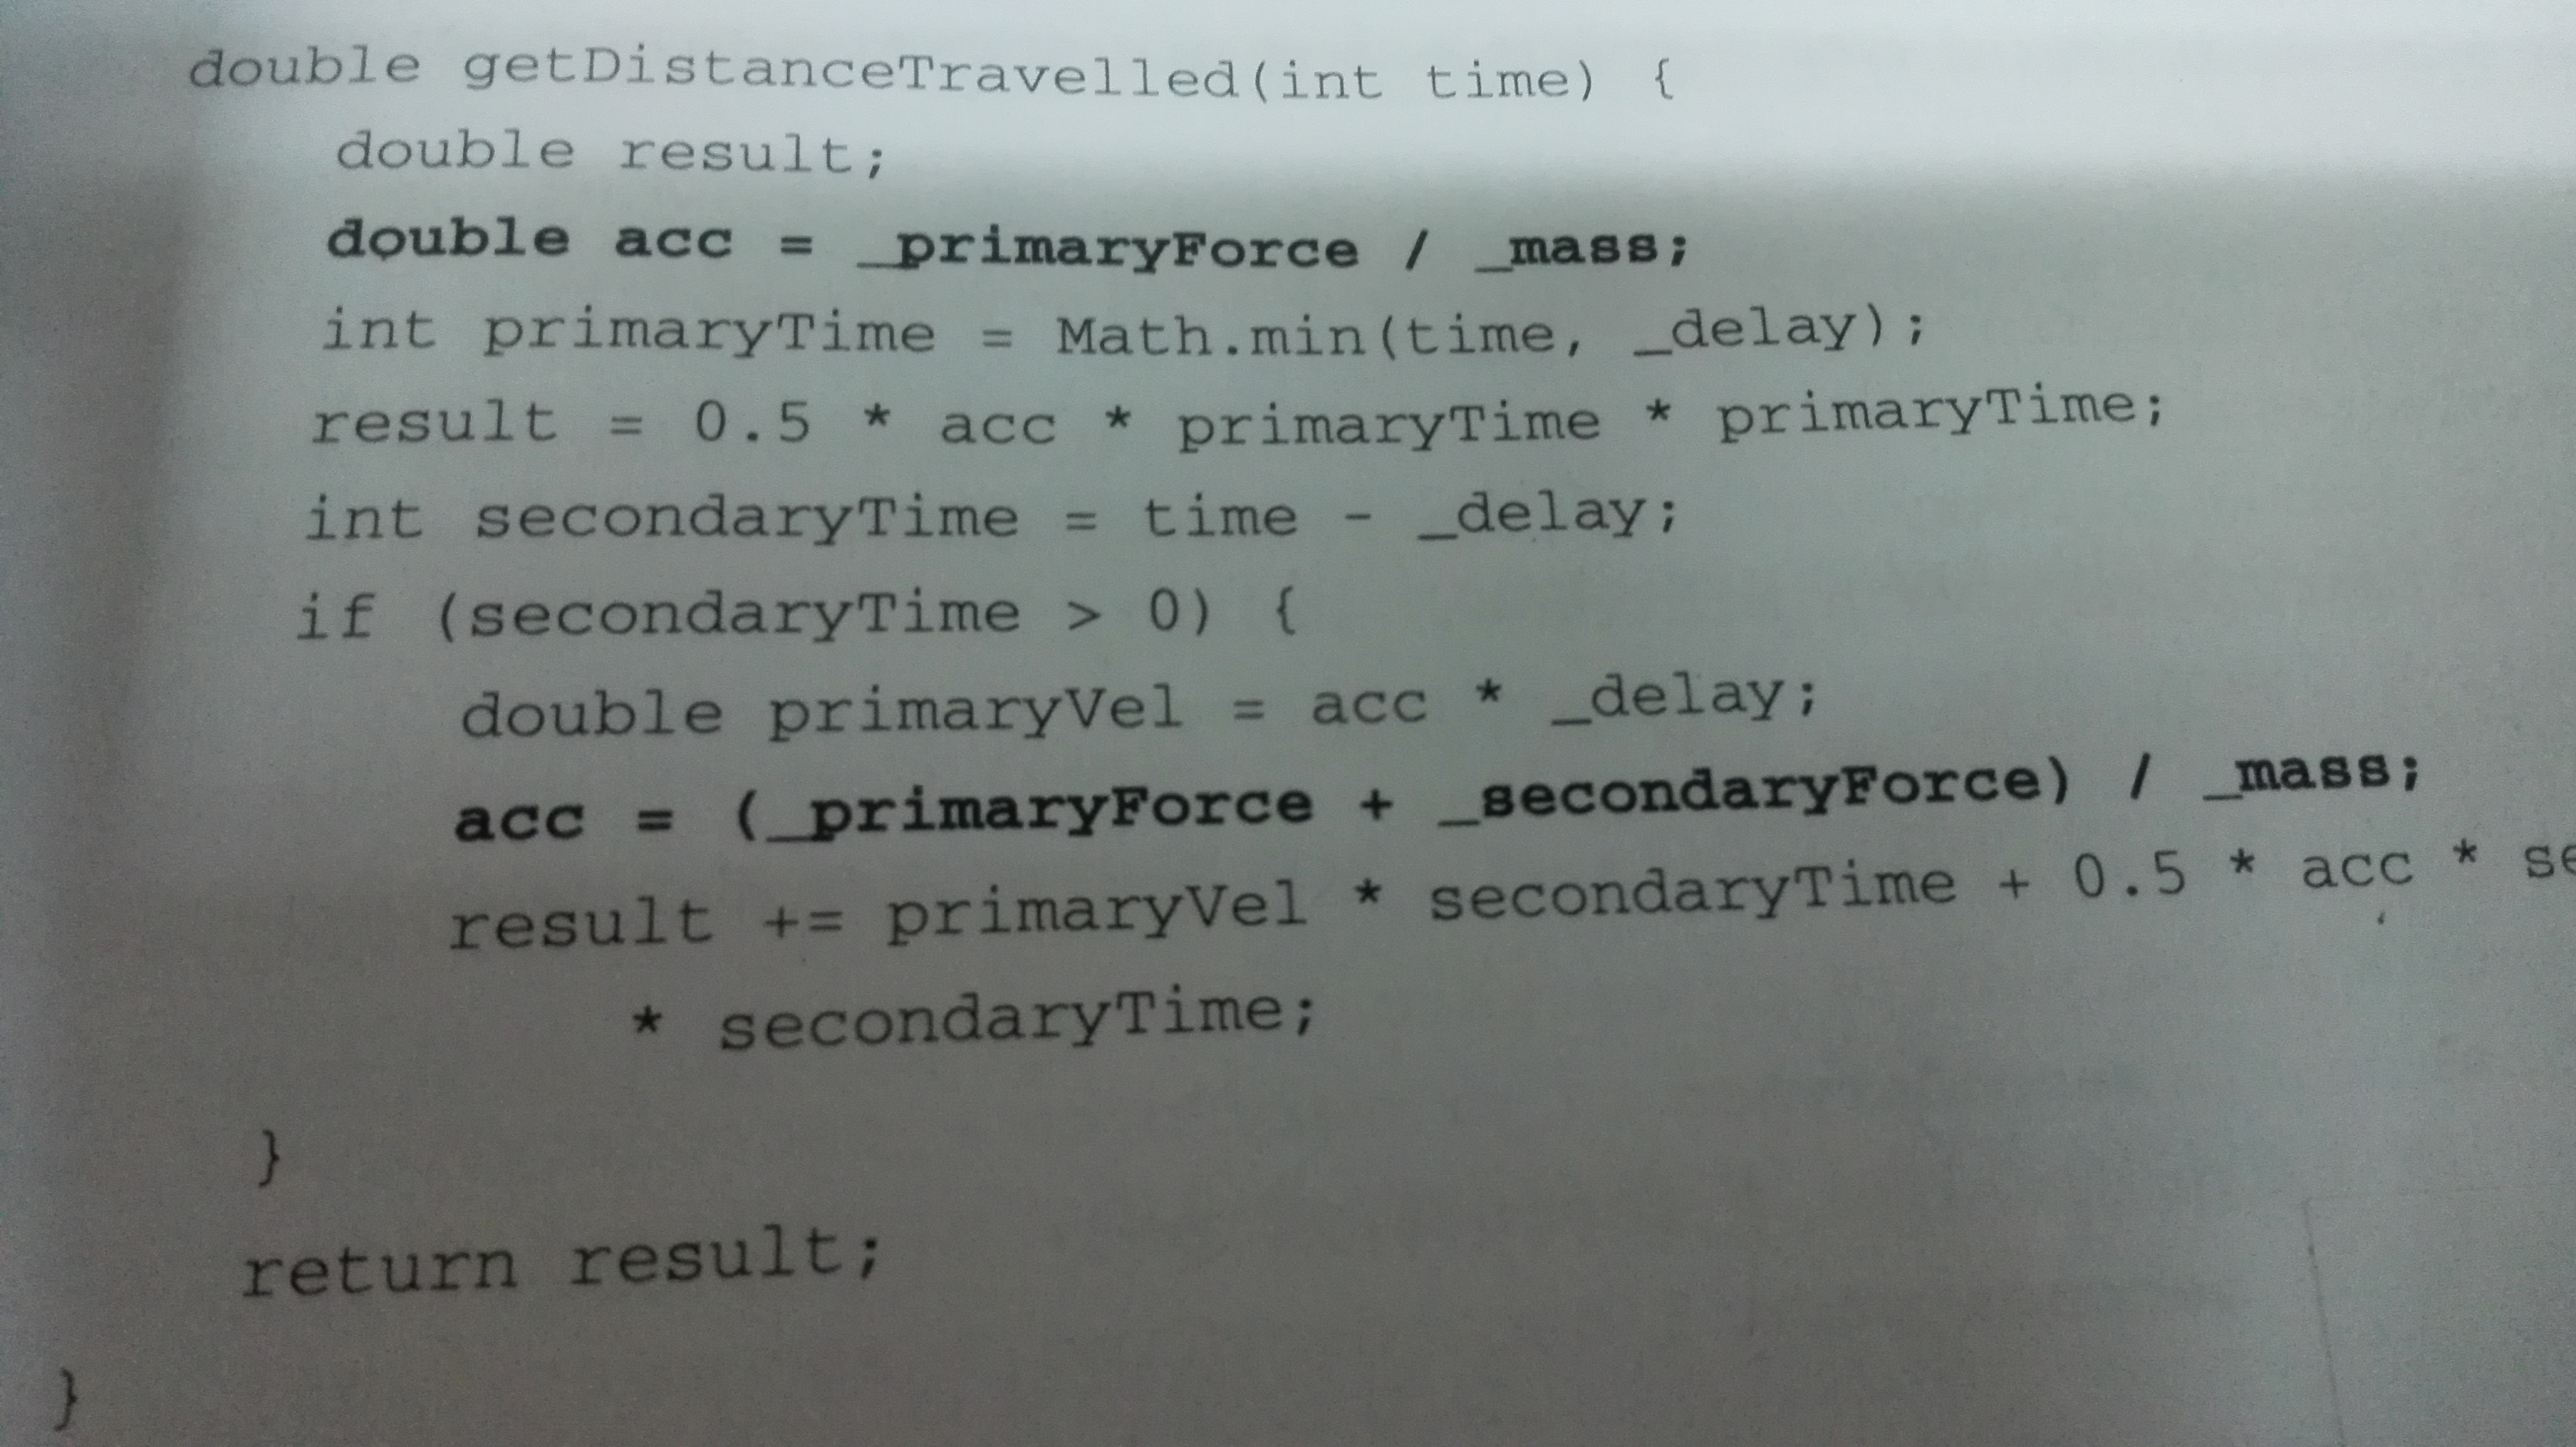 double getDistanceTravelled(int time) {
double result;
double acc = _primaryForce / _mass;
int primaryTime = Math.min(time, _delay);
result = 0.5 * acc * primaryTime * primaryTime;
int secondaryTime = time - _delay;
if (secondaryTime > 0) {
double primaryVel = acc * _delay;
acc = (_primaryForce + _secondaryForce) / _mass;
result += primaryVel * secondaryTime + 0.5 * acc *
* secondaryTime;
}
return result;
}